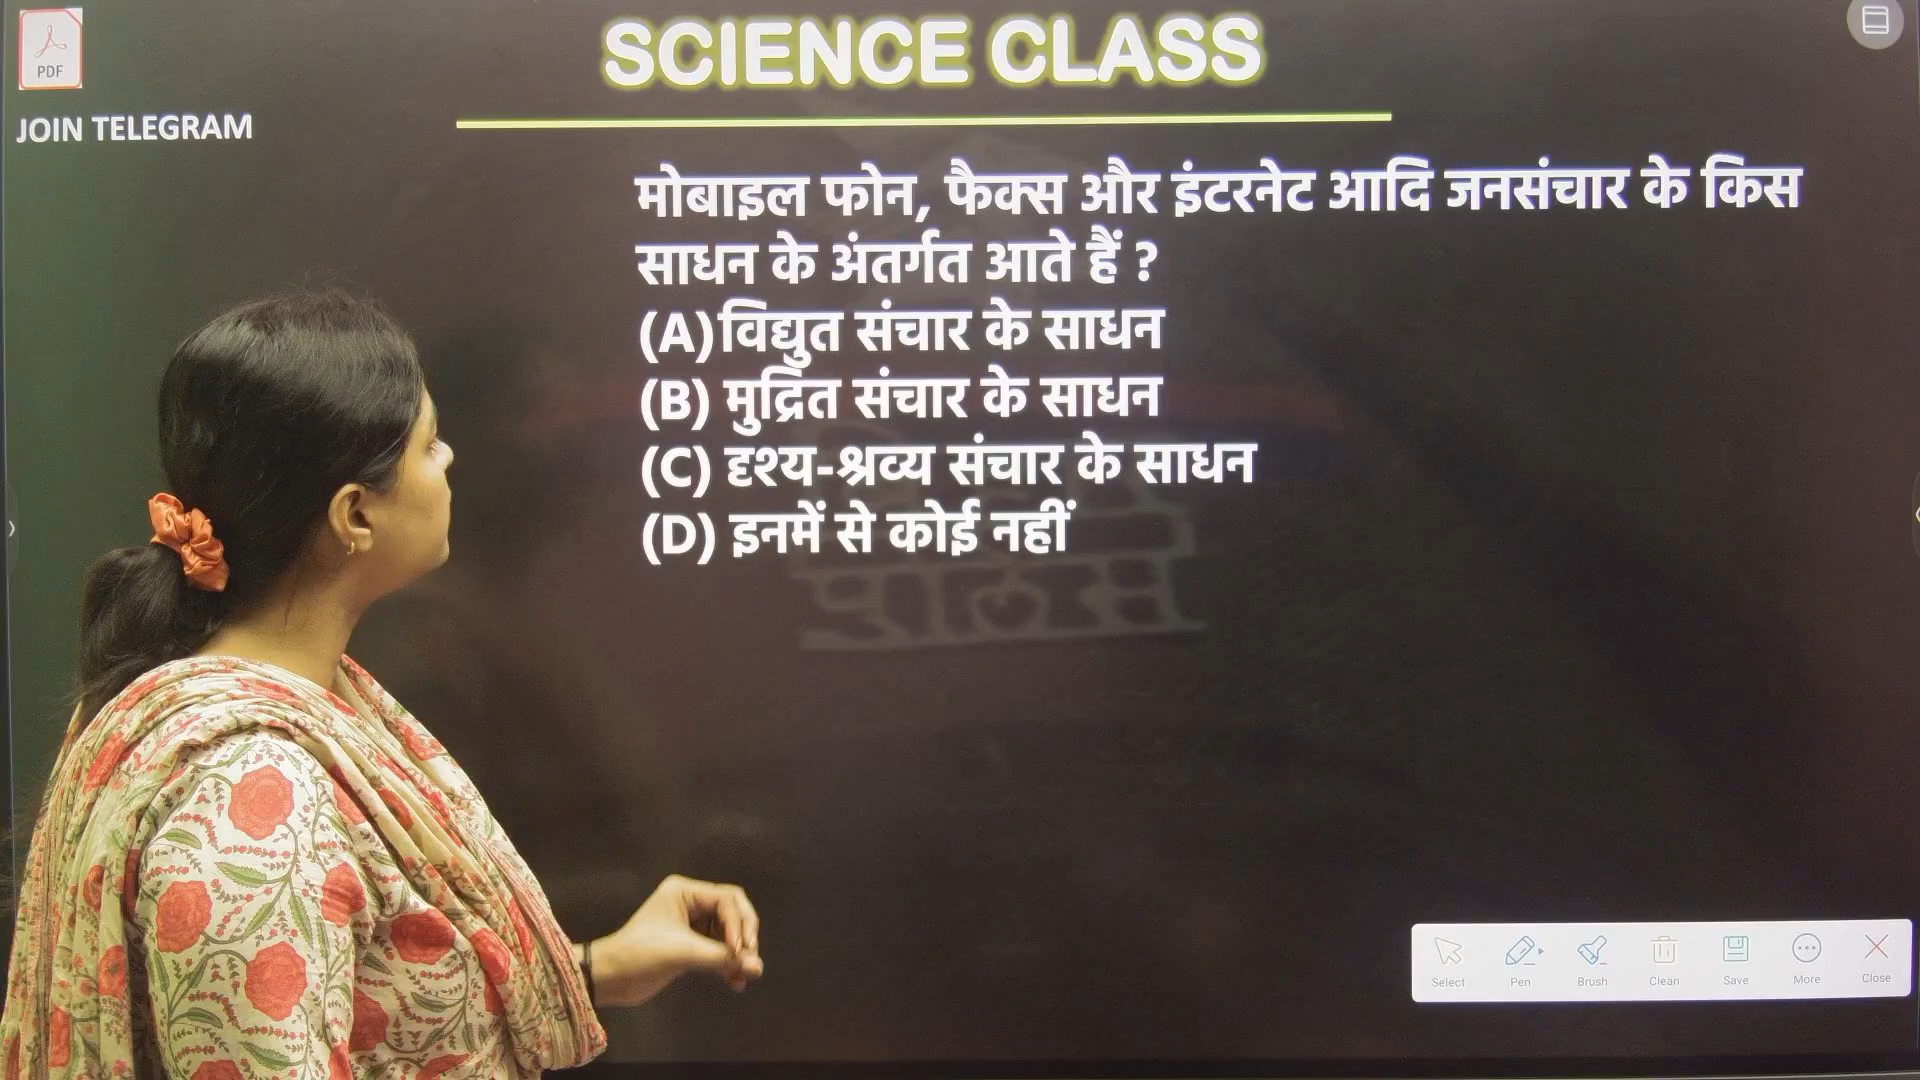 PDF
JOIN TELEGRAM
SCIENCE CLASS
मोबाइल फोन, फैक्स और इंटरनेट आदि जनसंचार के किस
साधन के अंतर्गत आते हैं ?
(A)विद्युत संचार के साधन
(B) मुद्रित संचार के साधन
(C) दृश्य-श्रव्य संचार के साधन
(D) इनमें से कोई नहीं
Select Pen Brush Clean Save More Close